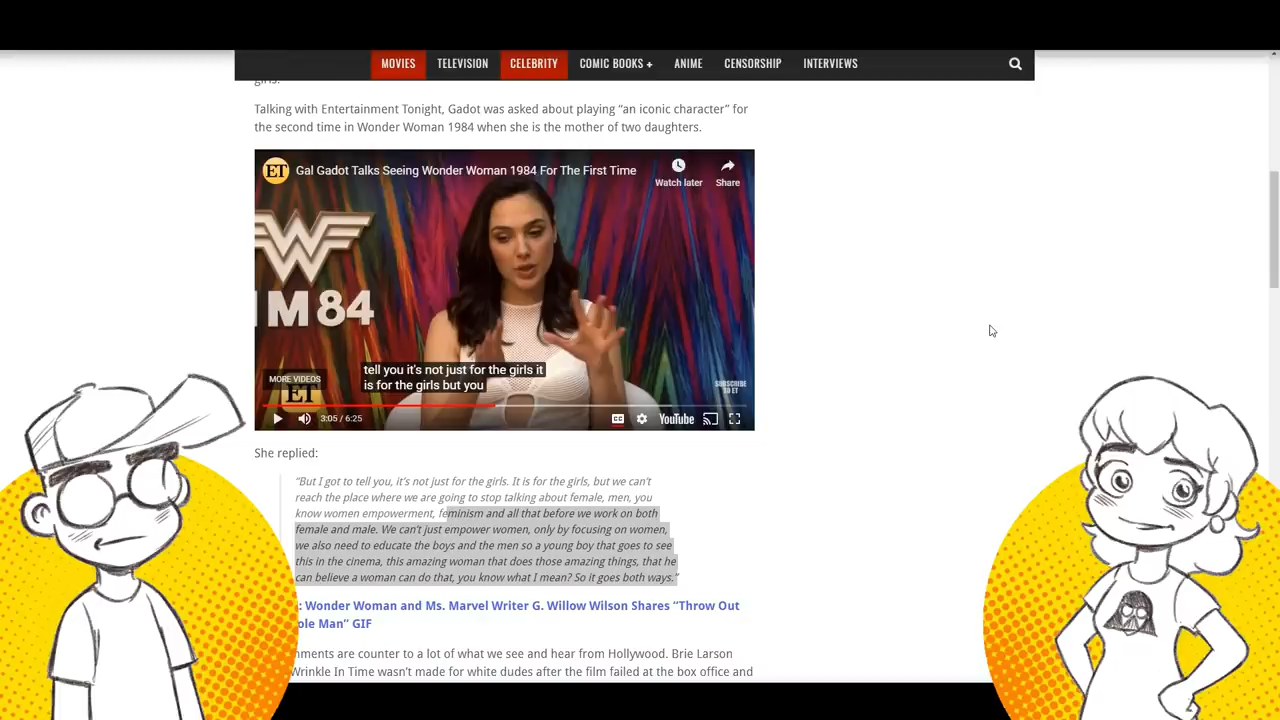 MOVIES TELEVISION CELEBRITY COMIC BOOKS + ANIME CENSORSHIP INTERVIEWS
girls.
Talking with Entertainment Tonight, Gadot was asked about playing “an iconic character” for
the second time in Wonder Woman 1984 when she is the mother of two daughters.
ET Gal Gadot Talks Seeing Wonder Woman 1984 For The First Time
Watch later Share
M84
tell you it's not just for the girls it
is for the girls but you
MORE VIDEOS
ET
SUBSCRIBE
TO ET
3:05 / 6:25 CC YouTube
She replied:
“But I got to tell you, it’s not just for the girls. It is for the girls, but we can’t
reach the place where we are going to stop talking about female, men, you
know women empowerment, feminism and all that before we work on both
female and male. We can’t just empower women, only by focusing on women,
we also need to educate the boys and the men so a young boy that goes to see
this in the cinema, this amazing woman that does those amazing things, that he
can believe a woman can do that, you know what I mean? So it goes both ways.”
: Wonder Woman and Ms. Marvel Writer G. Willow Wilson Shares “Throw Out
ole Man” GIF
mments are counter to a lot of what we see and hear from Hollywood. Brie Larson
Wrinkle In Time wasn’t made for white dudes after the film failed at the box office and